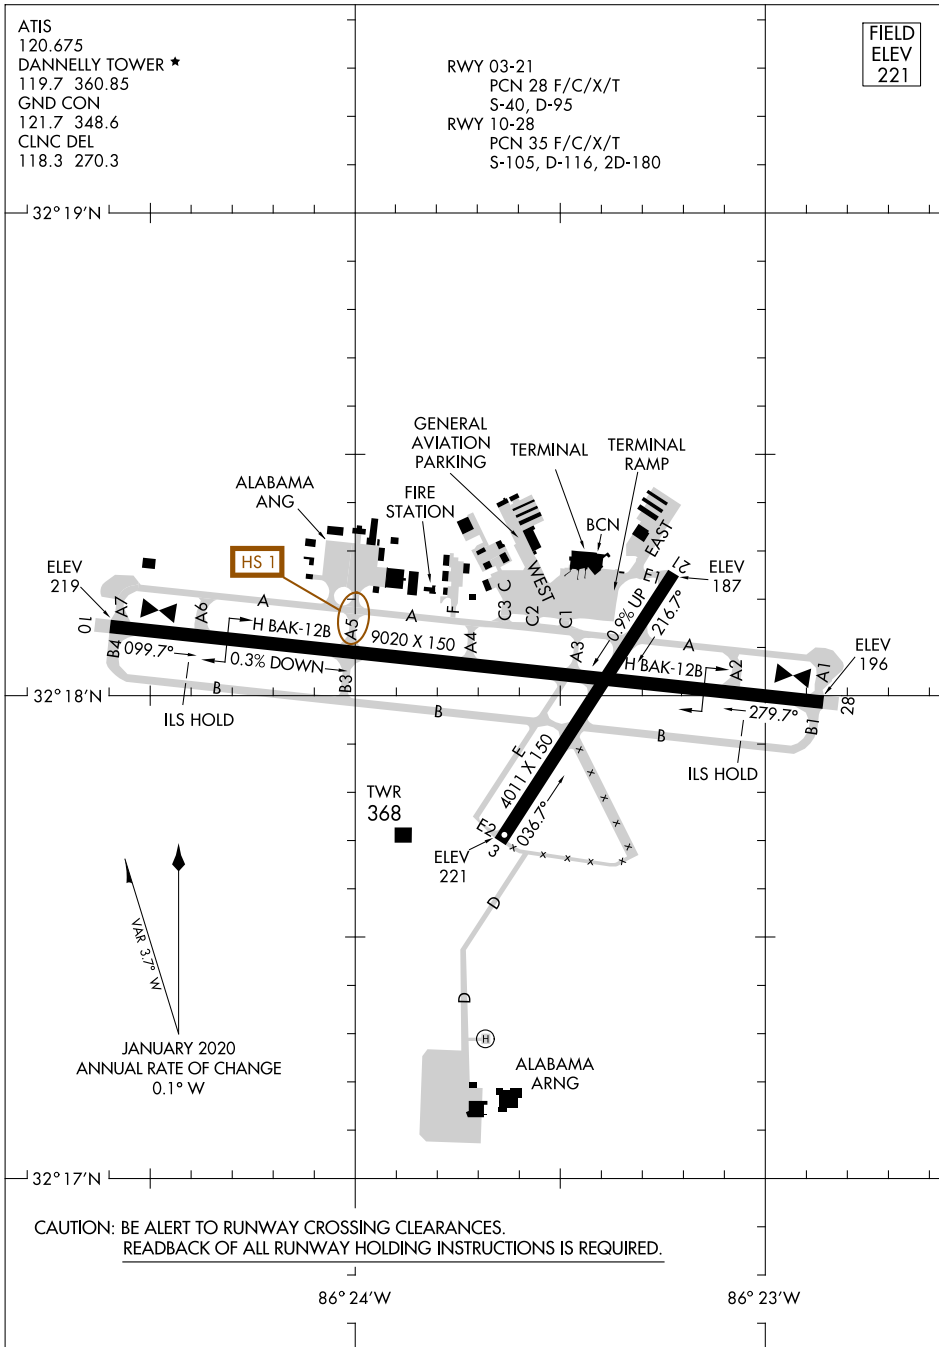 ATIS
120.675
DANNELLY TOWER ★
119.7 360.85
GND CON
121.7 348.6
CLNC DEL
118.3 270.3
RWY 03-21
PCN 28 F/C/X/T
S-40, D-95
RWY 10-28
PCN 35 F/C/X/T
S-105, D-116, 2D-180
FIELD
ELEV
221
32°19'N
GENERAL
AVIATION
PARKING
TERMINAL
TERMINAL
RAMP
ALABAMA
ANG
FIRE
STATION
BCN
EAST
WEST
HS 1
ELEV
219
ELEV
187
21
E1
A7
A6
A
A5
A
F
C3
C
C2
C1
0.9% UP
216.7°
10
H BAK-12B
9020 X 150
A4
A3
A
H BAK-12B
A2
A1
ELEV
196
B4
099.7°
0.3% DOWN
B3
279.7°
28
B1
32°18'N
ILS HOLD
B
B
B
ILS HOLD
E
4011 X 150
036.7°
TWR
368
E2
3
ELEV
221
D
VAR 3.7° W
D
H
JANUARY 2020
ANNUAL RATE OF CHANGE
0.1° W
ALABAMA
ARNG
32°17'N
CAUTION: BE ALERT TO RUNWAY CROSSING CLEARANCES.
READBACK OF ALL RUNWAY HOLDING INSTRUCTIONS IS REQUIRED.
86°24'W
86°23'W